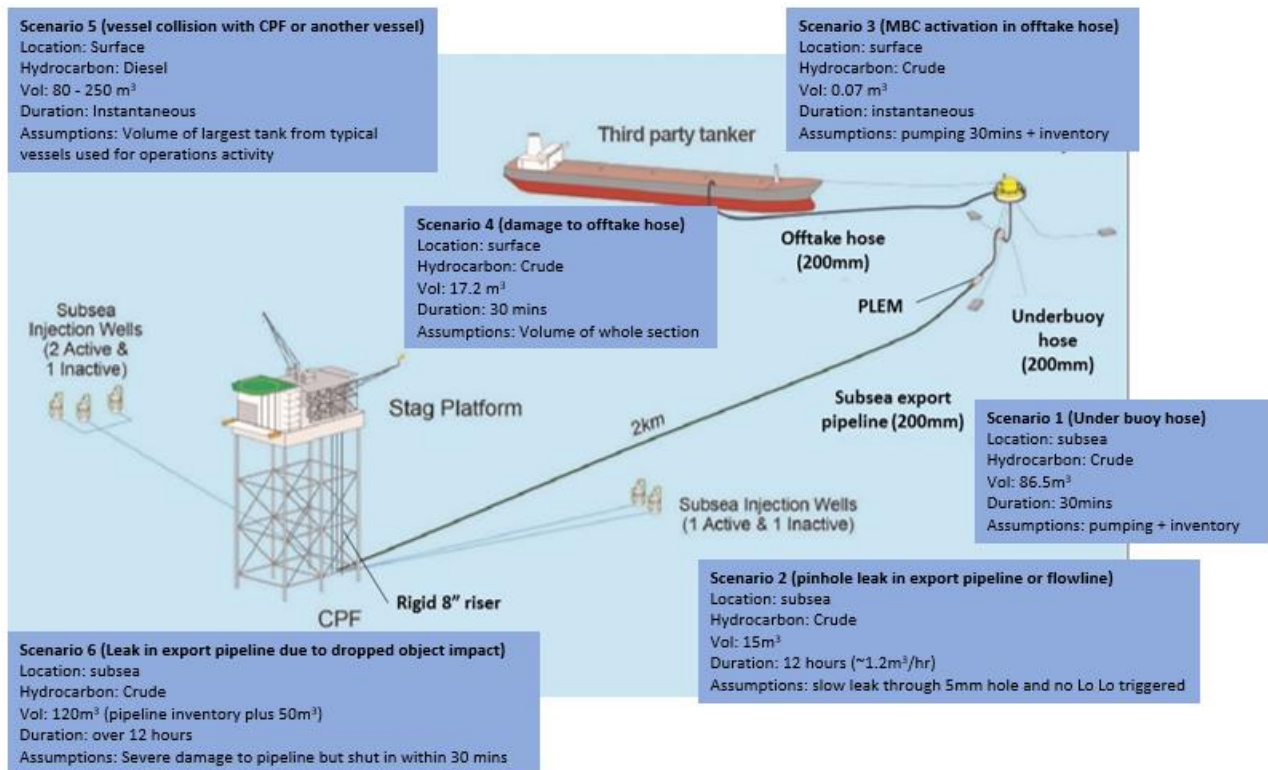 Scenario 5 (vessel collision with CPF or another vessel)
Location: Surface
Hydrocarbon: Diesel
Vol: 80 - 250 m³
Duration: Instantaneous
Assumptions: Volume of largest tank from typical
vessels used for operations activity
Scenario 3 (MBC activation in offtake hose)
Location: surface
Hydrocarbon: Crude
Vol: 0.07 m³
Duration: instantaneous
Assumptions: pumping 30mins + inventory
Third party tanker
Scenario 4 (damage to offtake hose)
Location: surface
Hydrocarbon: Crude
Vol: 17.2 m³
Duration: 30 mins
Assumptions: Volume of whole section
Offtake hose
(200mm)
PLEM
Underbuoy
hose
(200mm)
Subsea
Injection Wells
(2 Active &
1 Inactive)
Stag Platform
2km
Subsea export
pipeline (200mm)
Scenario 1 (Under buoy hose)
Location: subsea
Hydrocarbon: Crude
Vol: 86.5m³
Duration: 30mins
Assumptions: pumping + inventory
Subsea Injection Wells
(1 Active & 1 Inactive)
Scenario 2 (pinhole leak in export pipeline or flowline)
Location: subsea
Hydrocarbon: Crude
Vol: 15m³
Duration: 12 hours (~1.2m³/hr)
Assumptions: slow leak through 5mm hole and no Lo Lo triggered
Rigid 8” riser
CPF
Scenario 6 (Leak in export pipeline due to dropped object impact)
Location: subsea
Hydrocarbon: Crude
Vol: 120m³ (pipeline inventory plus 50m³)
Duration: over 12 hours
Assumptions: Severe damage to pipeline but shut in within 30 mins